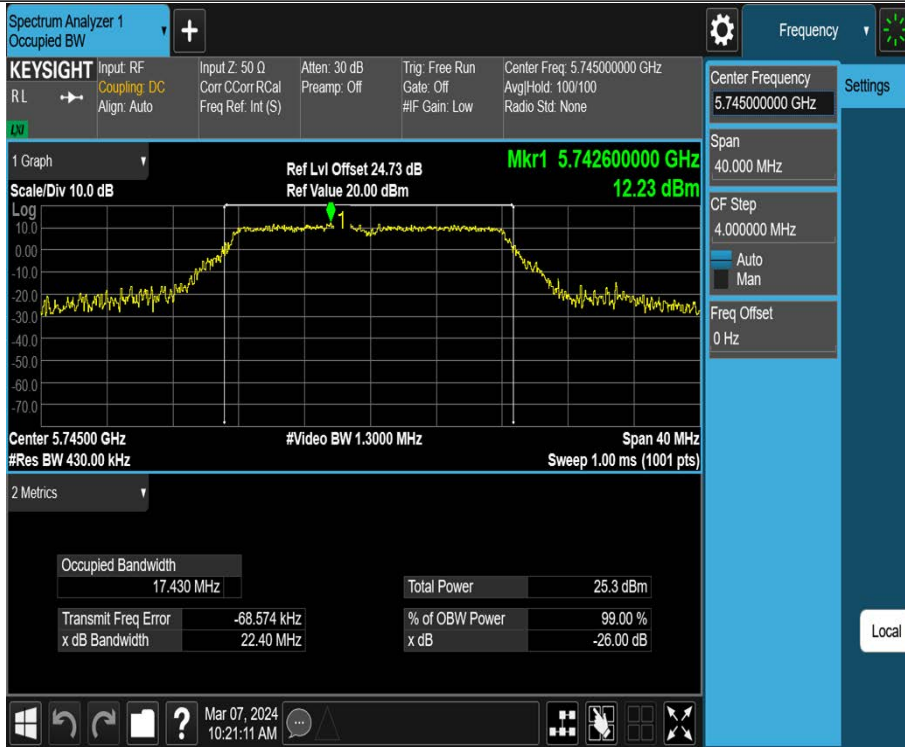 Spectrum Analyzer 1
Occupied BW
+
Frequency
KEYSIGHT
R L
LXI
Input: RF
Coupling: DC
Align: Auto
Input Z: 50 Ω
Corr CCorr RCal
Freq Ref: Int (S)
Atten: 30 dB
Preamp: Off
Trig: Free Run
Gate: Off
#IF Gain: Low
Center Freq: 5.745000000 GHz
Avg|Hold: 100/100
Radio Std: None
Center Frequency
5.745000000 GHz
Settings
Span
40.000 MHz
CF Step
4.000000 MHz
Auto
Man
Freq Offset
0 Hz
Local
1 Graph
Scale/Div 10.0 dB
Ref Lvl Offset 24.73 dB
Ref Value 20.00 dBm
Mkr1 5.742600000 GHz
12.23 dBm
Log
1
10.0
0.00
-10.0
-20.0
-30.0
-40.0
-50.0
-60.0
-70.0
Center 5.74500 GHz
#Video BW 1.3000 MHz
Span 40 MHz
#Res BW 430.00 kHz
Sweep 1.00 ms (1001 pts)
2 Metrics
Occupied Bandwidth
17.430 MHz
Total Power 25.3 dBm
Transmit Freq Error -68.574 kHz
% of OBW Power 99.00 %
x dB Bandwidth 22.40 MHz
x dB -26.00 dB
?
Mar 07, 2024
10:21:11 AM